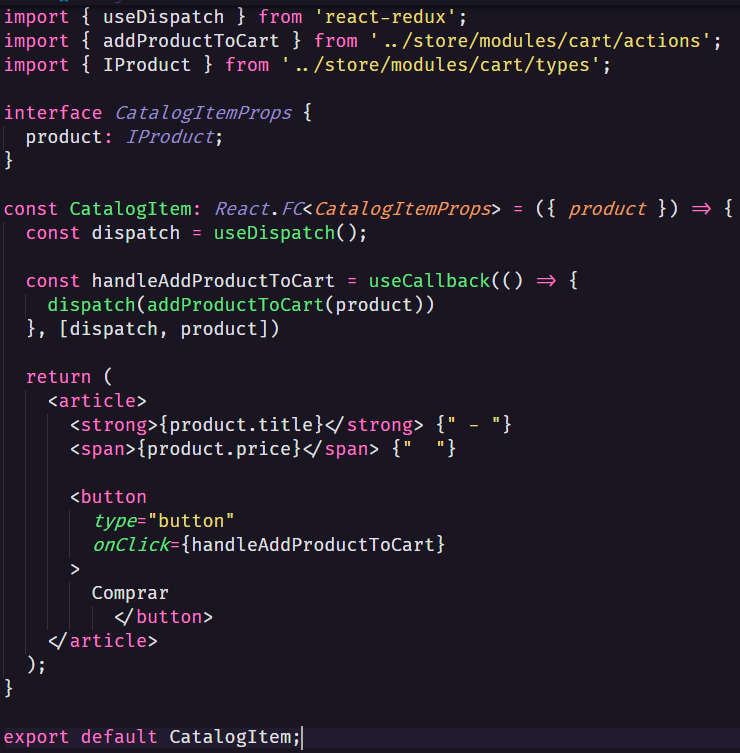 import { useDispatch } from 'react-redux';
import { addProductToCart } from '../store/modules/cart/actions';
import { IProduct } from '../store/modules/cart/types';

interface CatalogItemProps {
  product: IProduct;
}

const CatalogItem: React.FC<CatalogItemProps> = ({ product }) => {
  const dispatch = useDispatch();

  const handleAddProductToCart = useCallback(() => {
    dispatch(addProductToCart(product))
  }, [dispatch, product])

  return (
    <article>
      <strong>{product.title}</strong> {" - "}
      <span>{product.price}</span> {"  "}

      <button
        type="button"
        onClick={handleAddProductToCart}
      >
        Comprar
          </button>
    </article>
  );
}

export default CatalogItem;